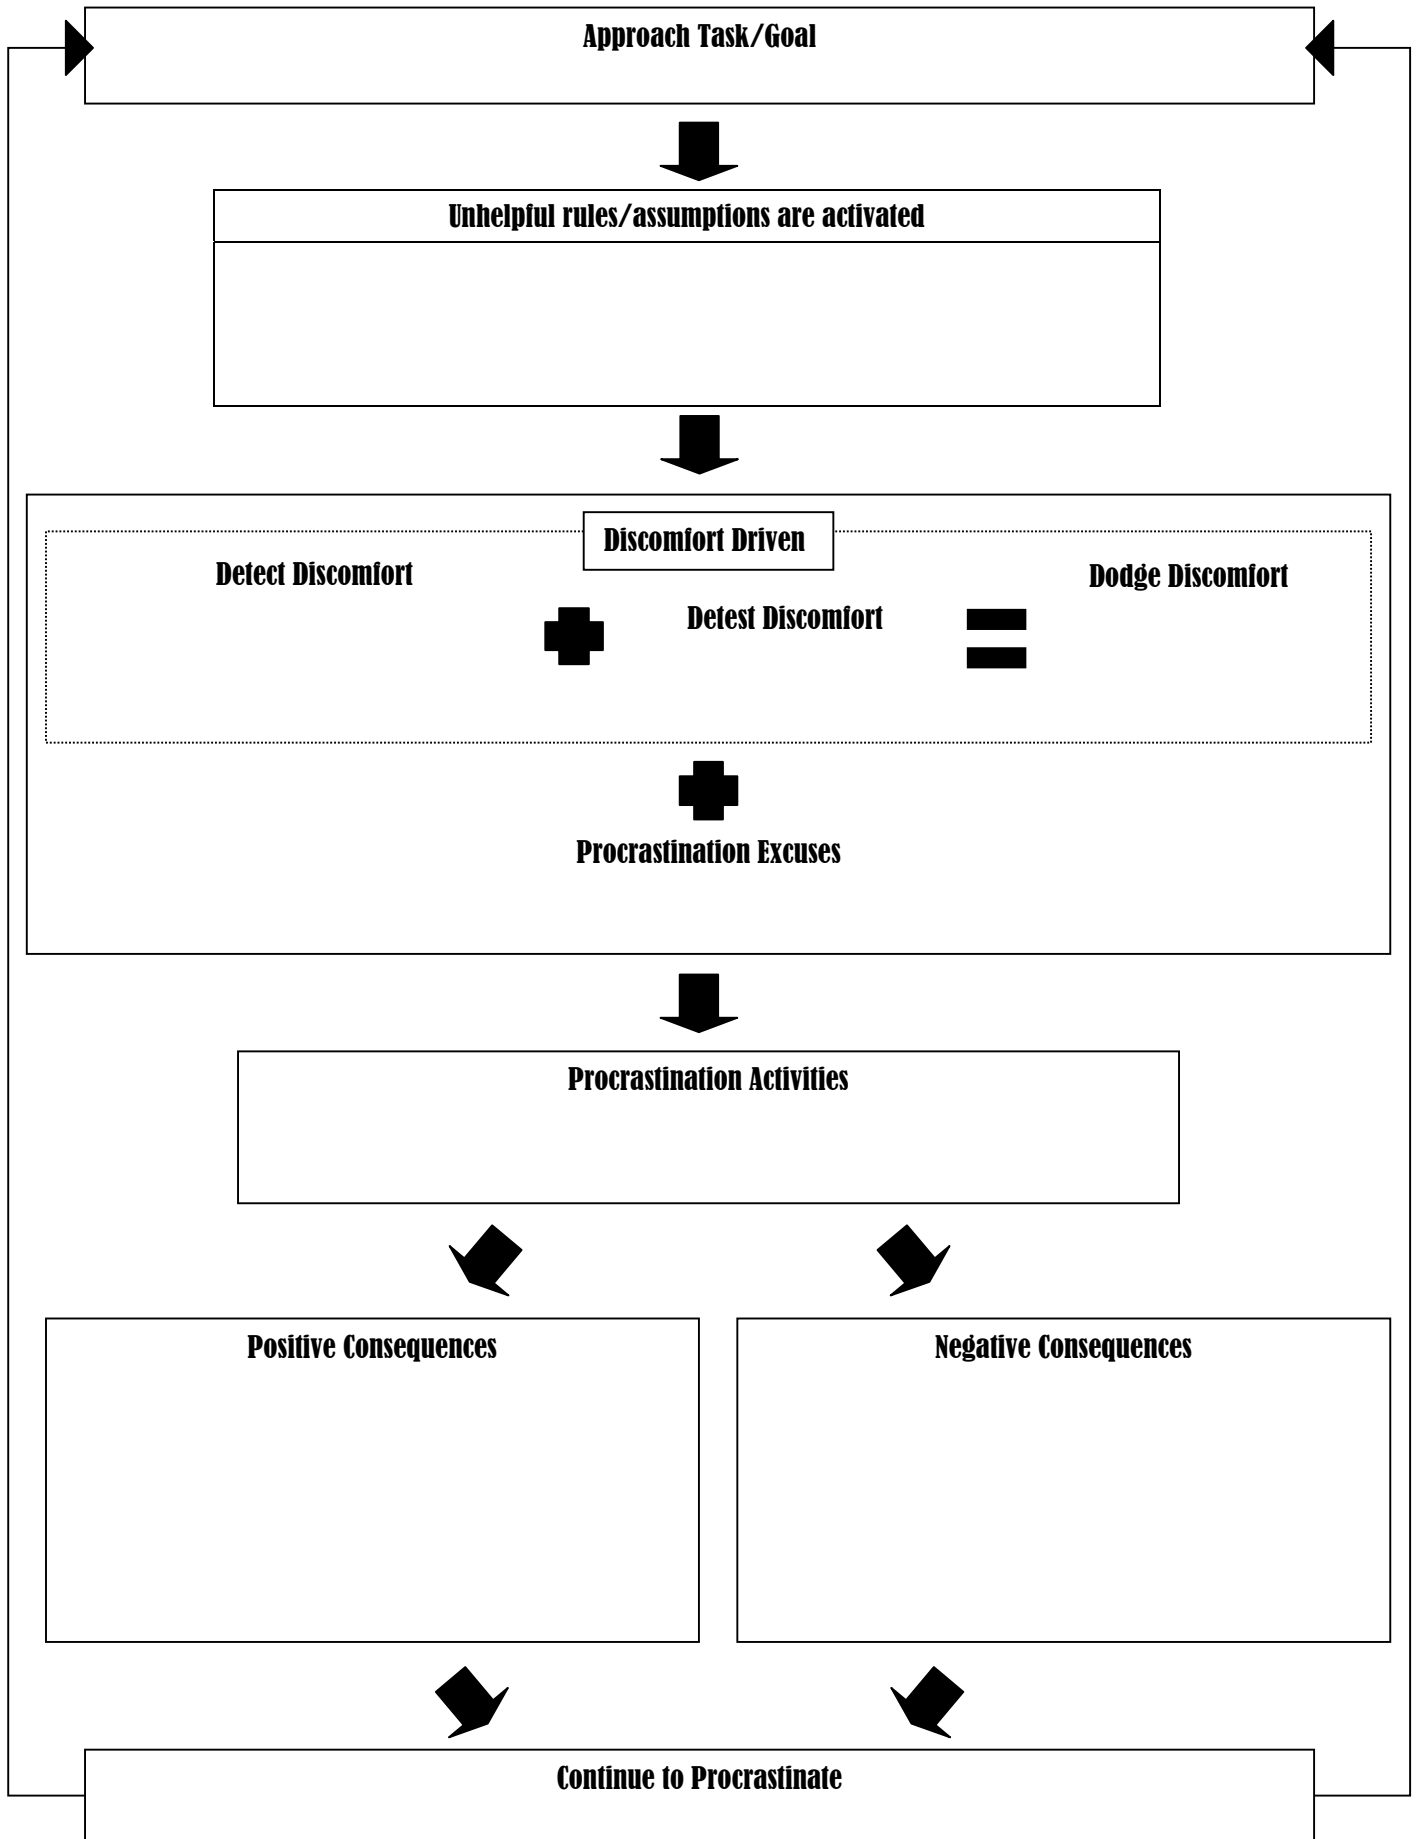 Approach Task/Goal
Unhelpful rules/assumptions are activated
Discomfort Driven
Detect Discomfort
Detest Discomfort
Dodge Discomfort
Procrastination Excuses
Procrastination Activities
Positive Consequences
Negative Consequences
Continue to Procrastinate